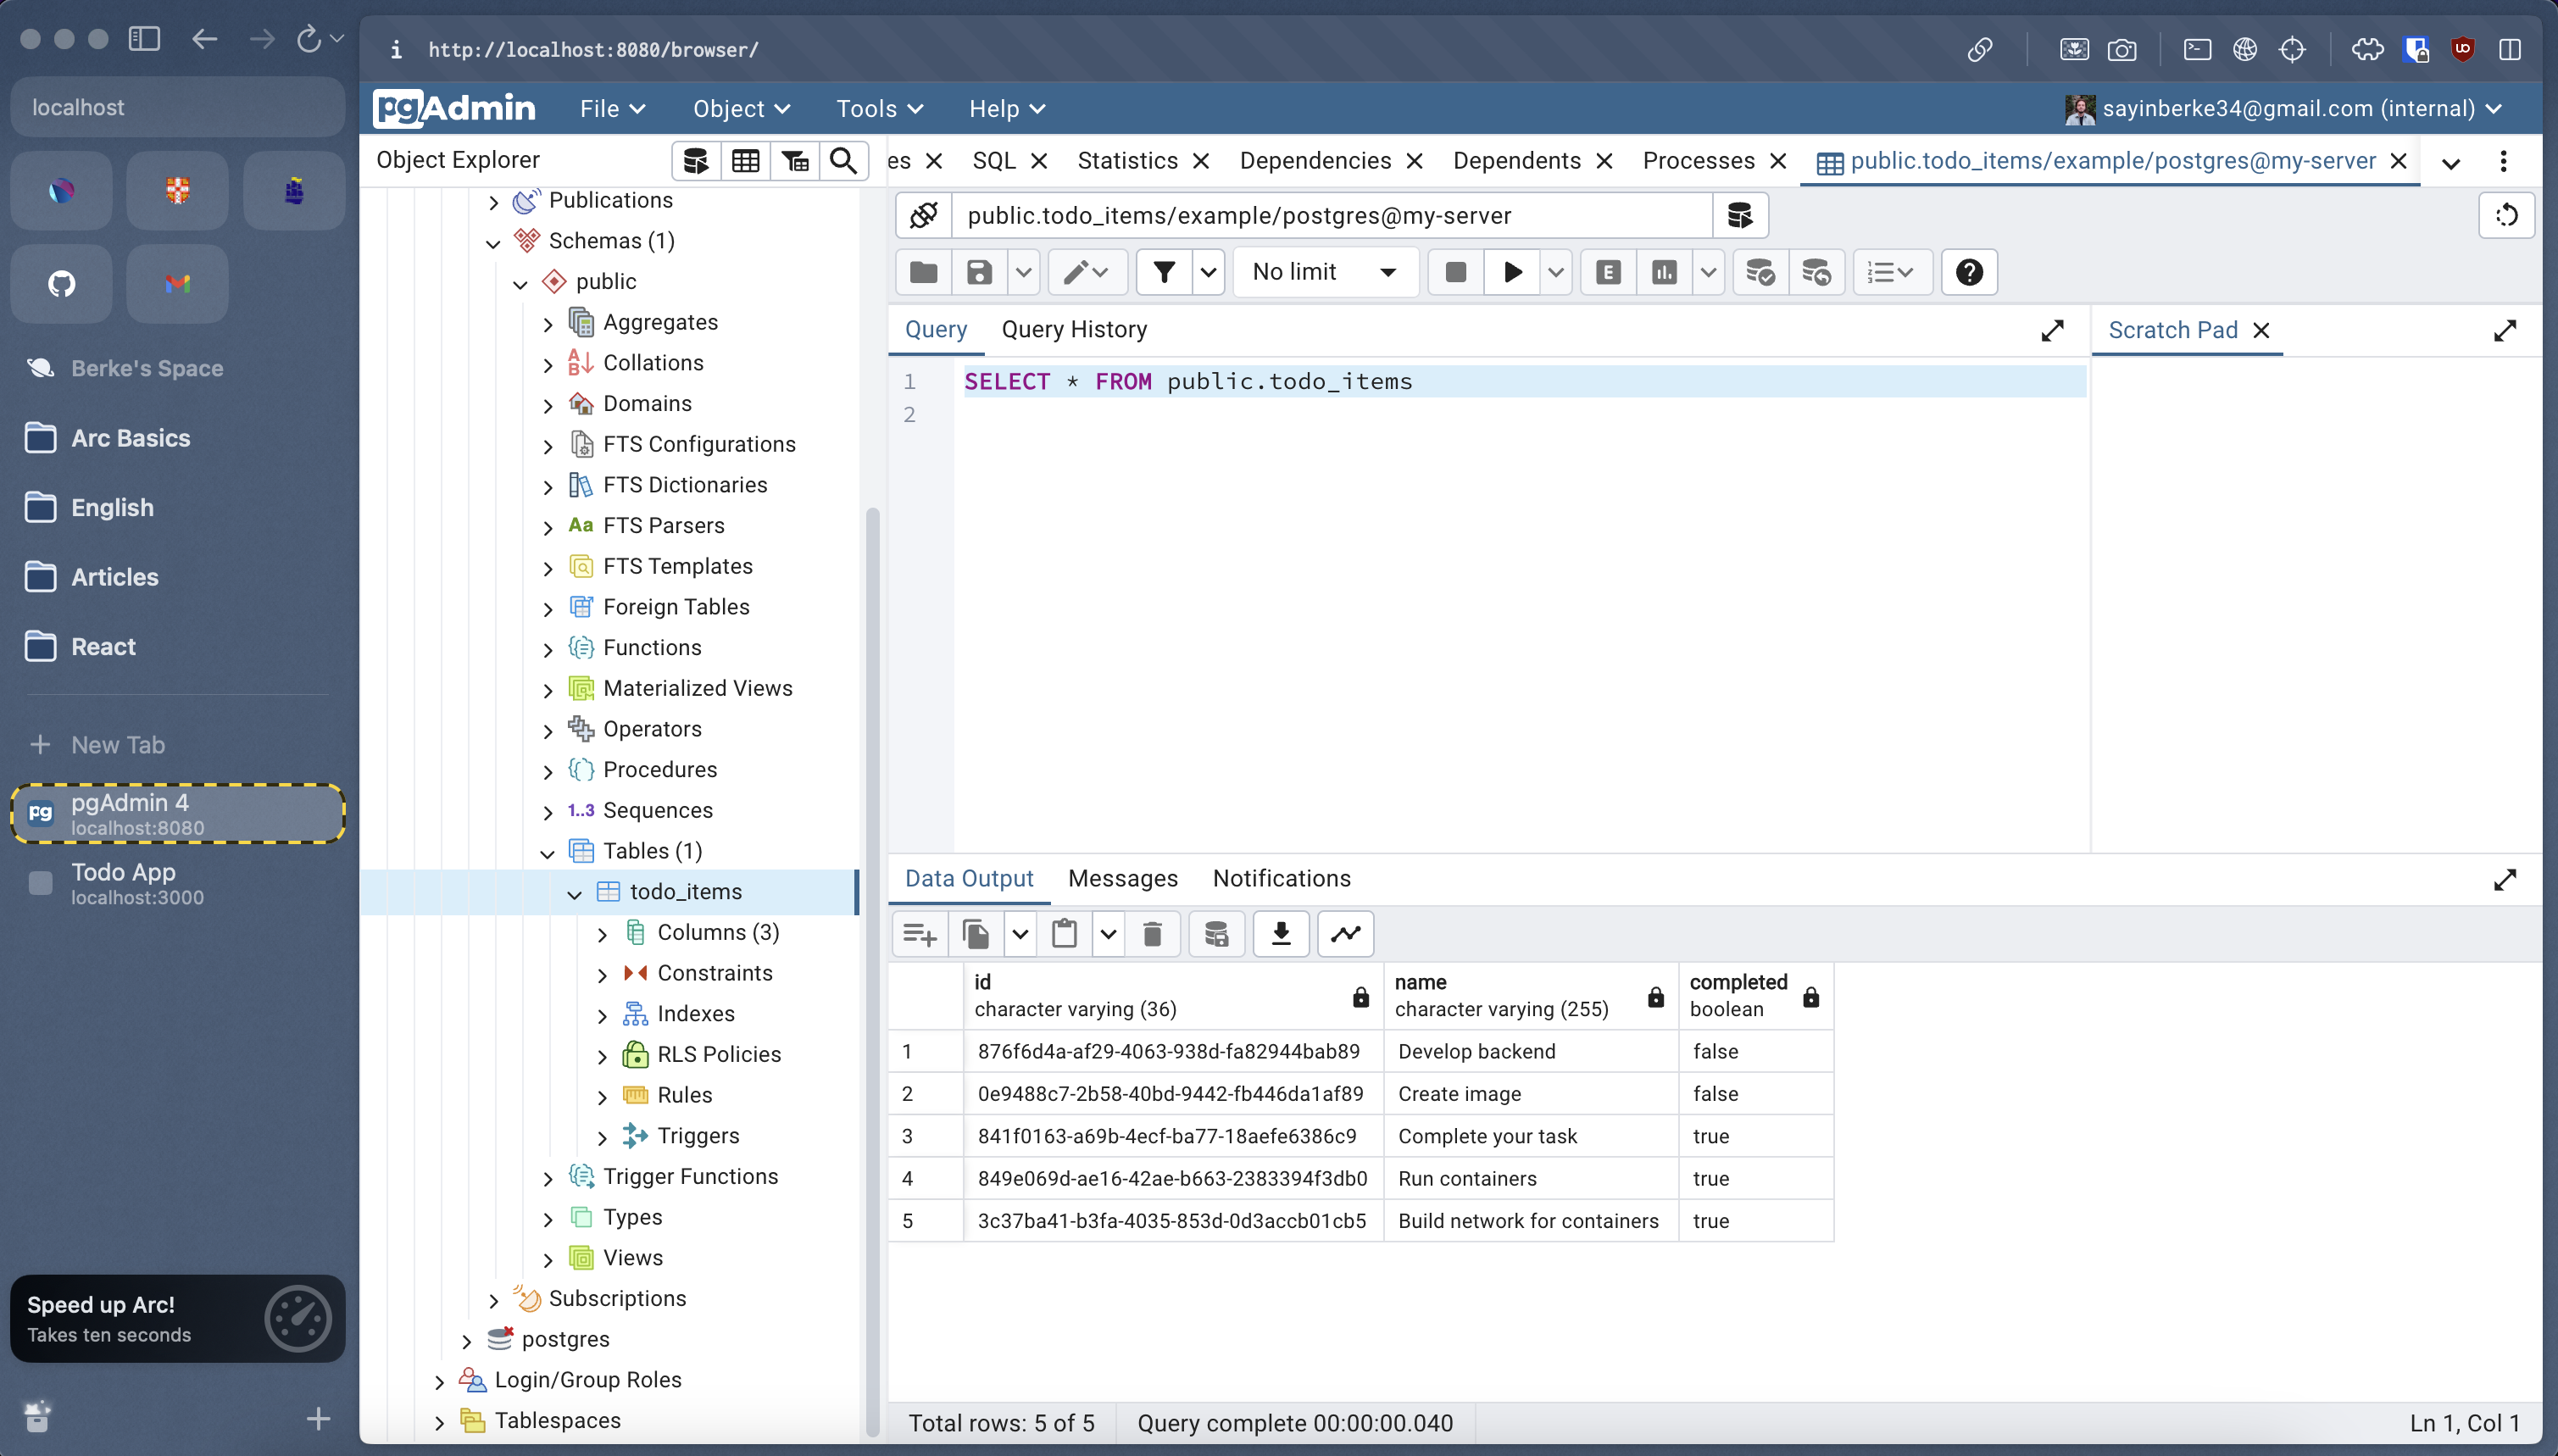 http://localhost:8080/browser/
localhost
Berke's Space
Arc Basics
English
Articles
React
New Tab
pg
pgAdmin 4
localhost:8080
Todo App
localhost:3000
Speed up Arc!
Takes ten seconds
pgAdmin
File
Object
Tools
Help
sayinberke34@gmail.com (internal)
Object Explorer
Publications
Schemas (1)
public
Aggregates
Collations
Domains
FTS Configurations
FTS Dictionaries
Aa FTS Parsers
FTS Templates
Foreign Tables
Functions
Materialized Views
Operators
Procedures
1..3 Sequences
Tables (1)
todo_items
Columns (3)
Constraints
Indexes
RLS Policies
Rules
Triggers
Trigger Functions
Types
Views
Subscriptions
postgres
Login/Group Roles
Tablespaces
es
SQL
Statistics
Dependencies
Dependents
Processes
public.todo_items/example/postgres@my-server
public.todo_items/example/postgres@my-server
No limit
E
Query
Query History
Scratch Pad
1 SELECT * FROM public.todo_items
2
Data Output
Messages
Notifications
id name completed
character varying (36) character varying (255) boolean
1 876f6d4a-af29-4063-938d-fa82944bab89 Develop backend false
2 0e9488c7-2b58-40bd-9442-fb446da1af89 Create image false
3 841f0163-a69b-4ecf-ba77-18aefe6386c9 Complete your task true
4 849e069d-ae16-42ae-b663-2383394f3db0 Run containers true
5 3c37ba41-b3fa-4035-853d-0d3accb01cb5 Build network for containers true
Total rows: 5 of 5
Query complete 00:00:00.040
Ln 1, Col 1